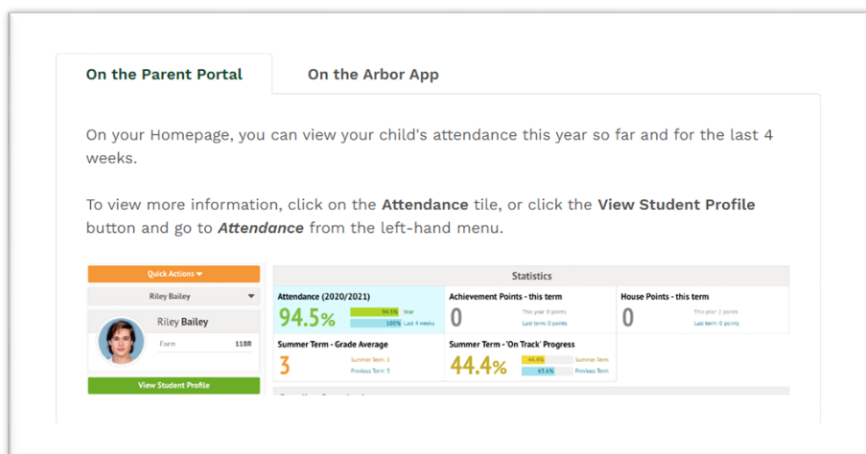 On the Parent Portal
On the Arbor App
On your Homepage, you can view your child's attendance this year so far and for the last 4
weeks.
To view more information, click on the Attendance tile, or click the View Student Profile
button and go to Attendance from the left-hand menu.
Quick Actions
Riley Bailey
Riley Bailey
Form 11BR
View Student Profile
Statistics
Attendance (2020/2021)
94.5%
94.5% Year
100% Last 4 weeks
Achievement Points - this term
0
This year: 0 points
Last term: 0 points
House Points - this term
0
This year: 2 points
Last term: 0 points
Summer Term - Grade Average
3
Summer Term: 3
Previous Term: 3
Summer Term - 'On Track' Progress
44.4%
44.4% Summer Term
43.6% Previous Term